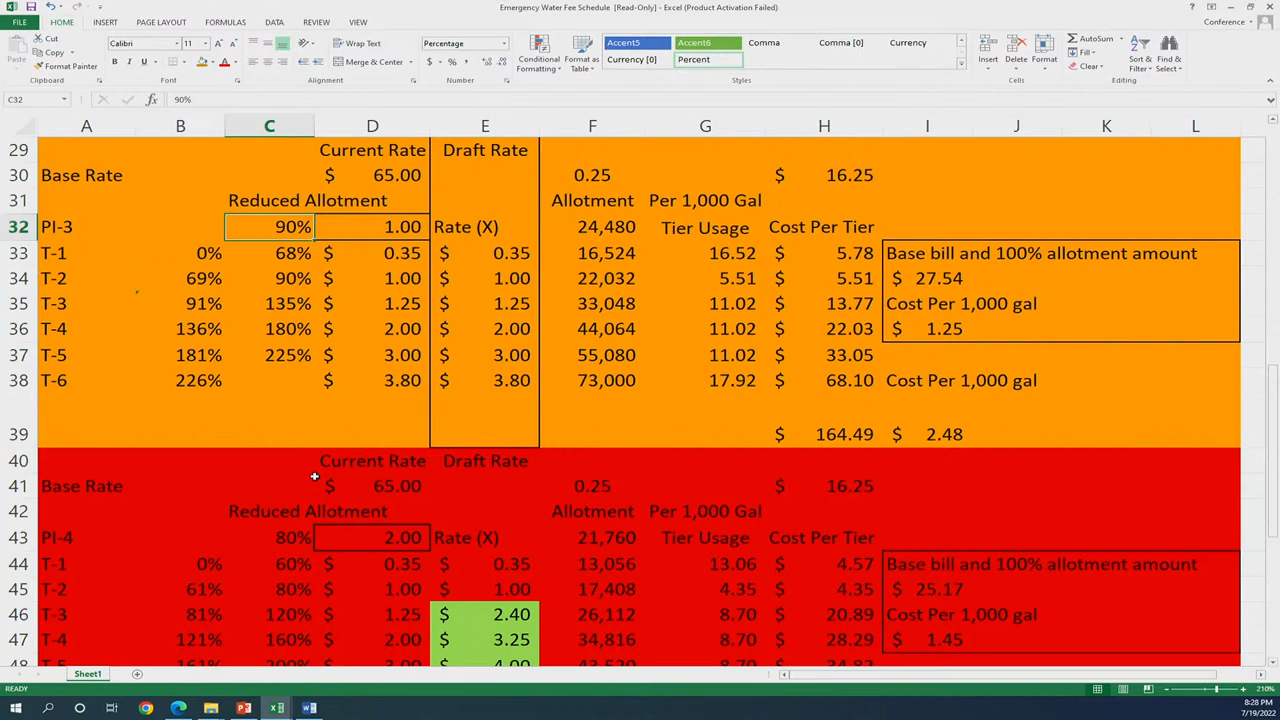 Emergency Water Fee Schedule [Read-Only] - Excel (Product Activation Failed)
FILE HOME INSERT PAGE LAYOUT FORMULAS DATA REVIEW VIEW Conference
Cut Calibri 11 Wrap Text Percentage Accent5 Accent6 Comma Comma [0] Currency AutoSum
Paste Copy Format Painter B I U Merge & Center $ % Conditional Formatting Format as Table Currency [0] Percent Insert Delete Format Fill Clear Sort & Filter Find & Select
Clipboard Font Alignment Number Styles Cells Editing
C32 fx 90%
A B C D E F G H I J K L
29 Current Rate Draft Rate
30 Base Rate $ 65.00 0.25 $ 16.25
31 Reduced Allotment Allotment Per 1,000 Gal
32 PI-3 90% 1.00 Rate (X) 24,480 Tier Usage Cost Per Tier
33 T-1 0% 68% $ 0.35 $ 0.35 16,524 16.52 $ 5.78 Base bill and 100% allotment amount
34 T-2 69% 90% $ 1.00 $ 1.00 22,032 5.51 $ 5.51 $ 27.54
35 T-3 91% 135% $ 1.25 $ 1.25 33,048 11.02 $ 13.77 Cost Per 1,000 gal
36 T-4 136% 180% $ 2.00 $ 2.00 44,064 11.02 $ 22.03 $ 1.25
37 T-5 181% 225% $ 3.00 $ 3.00 55,080 11.02 $ 33.05
38 T-6 226% $ 3.80 $ 3.80 73,000 17.92 $ 68.10 Cost Per 1,000 gal
39 $ 164.49 $ 2.48
40 Current Rate Draft Rate
41 Base Rate $ 65.00 0.25 $ 16.25
42 Reduced Allotment Allotment Per 1,000 Gal
43 PI-4 80% 2.00 Rate (X) 21,760 Tier Usage Cost Per Tier
44 T-1 0% 60% $ 0.35 $ 0.35 13,056 13.06 $ 4.57 Base bill and 100% allotment amount
45 T-2 61% 80% $ 1.00 $ 1.00 17,408 4.35 $ 4.35 $ 25.17
46 T-3 81% 120% $ 1.25 $ 2.40 26,112 8.70 $ 20.89 Cost Per 1,000 gal
47 T-4 121% 160% $ 2.00 $ 3.25 34,816 8.70 $ 28.29 $ 1.45
48 T-5 161% 200% $ 3.00 $ 4.00 43,520 8.70 $ 34.82
Sheet1
READY 210%
8:28 PM
7/19/2022